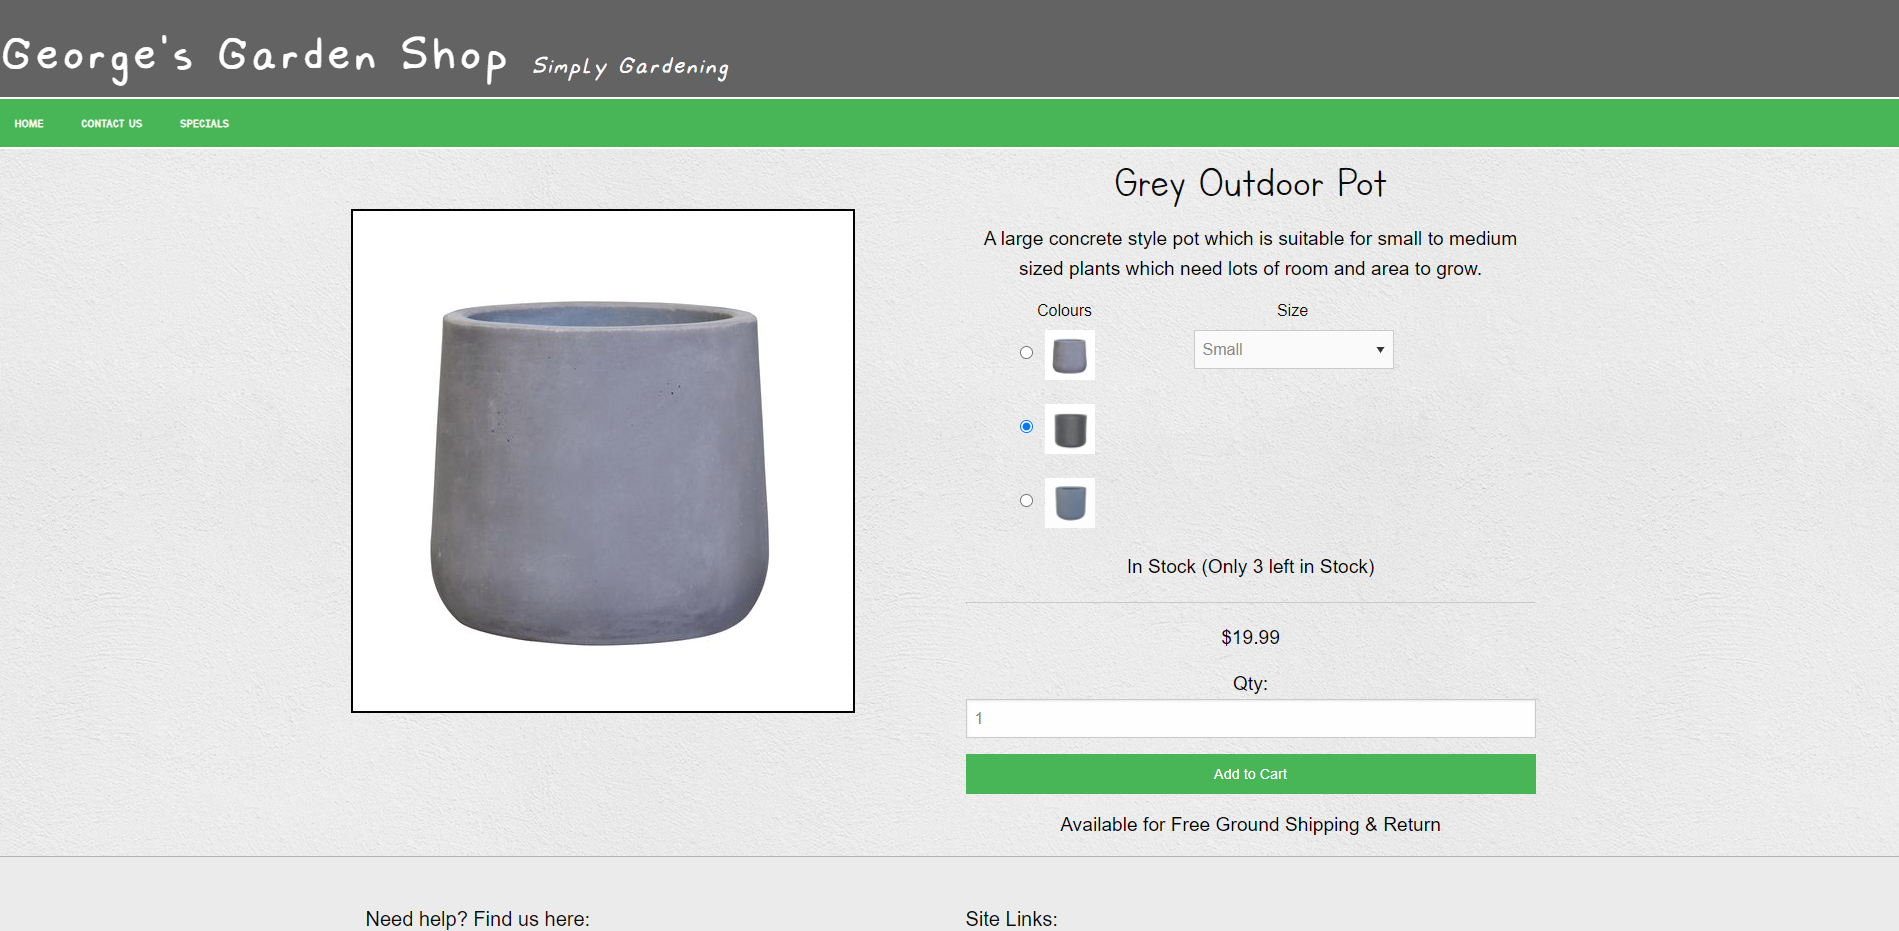 George's Garden Shop Simply Gardening
HOME CONTACT US SPECIALS
Grey Outdoor Pot
A large concrete style pot which is suitable for small to medium
sized plants which need lots of room and area to grow.
Colours Size
Small
In Stock (Only 3 left in Stock)
$19.99
Qty:
1
Add to Cart
Available for Free Ground Shipping & Return
Need help? Find us here: Site Links: